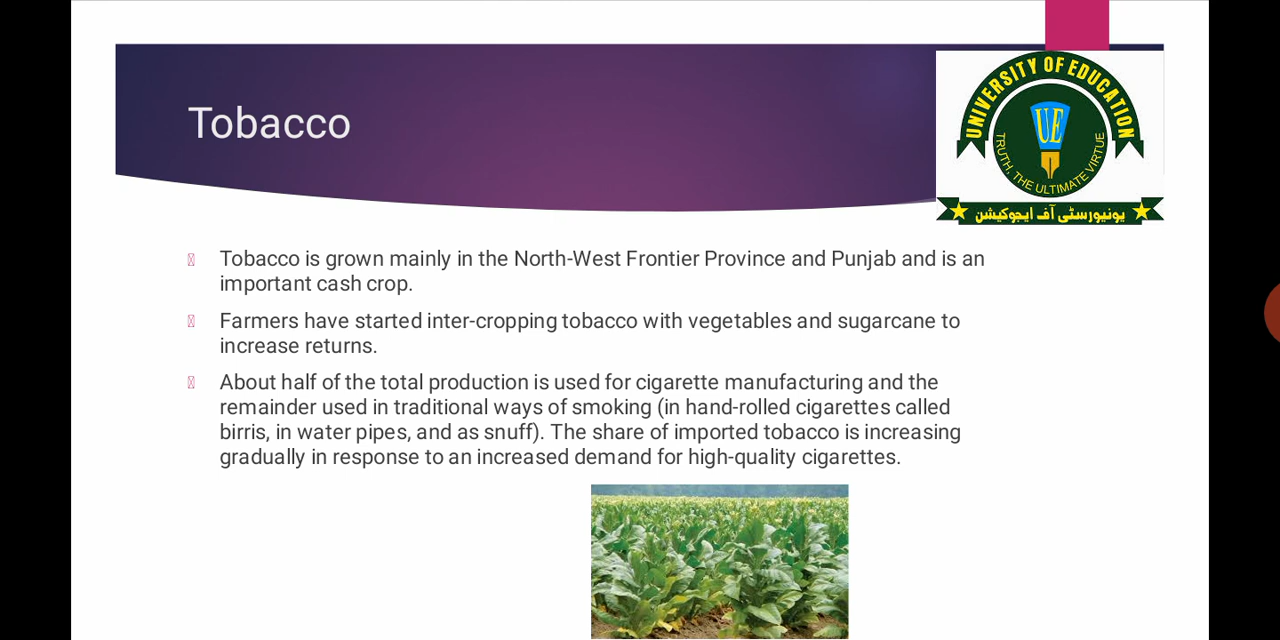 Tobacco
UNIVERSITY OF EDUCATION
UE
TRUTH, THE ULTIMATE VIRTUE
یونیورسٹی آف ایجوکیشن
Tobacco is grown mainly in the North-West Frontier Province and Punjab and is an
important cash crop.
Farmers have started inter-cropping tobacco with vegetables and sugarcane to
increase returns.
About half of the total production is used for cigarette manufacturing and the
remainder used in traditional ways of smoking (in hand-rolled cigarettes called
birris, in water pipes, and as snuff). The share of imported tobacco is increasing
gradually in response to an increased demand for high-quality cigarettes.